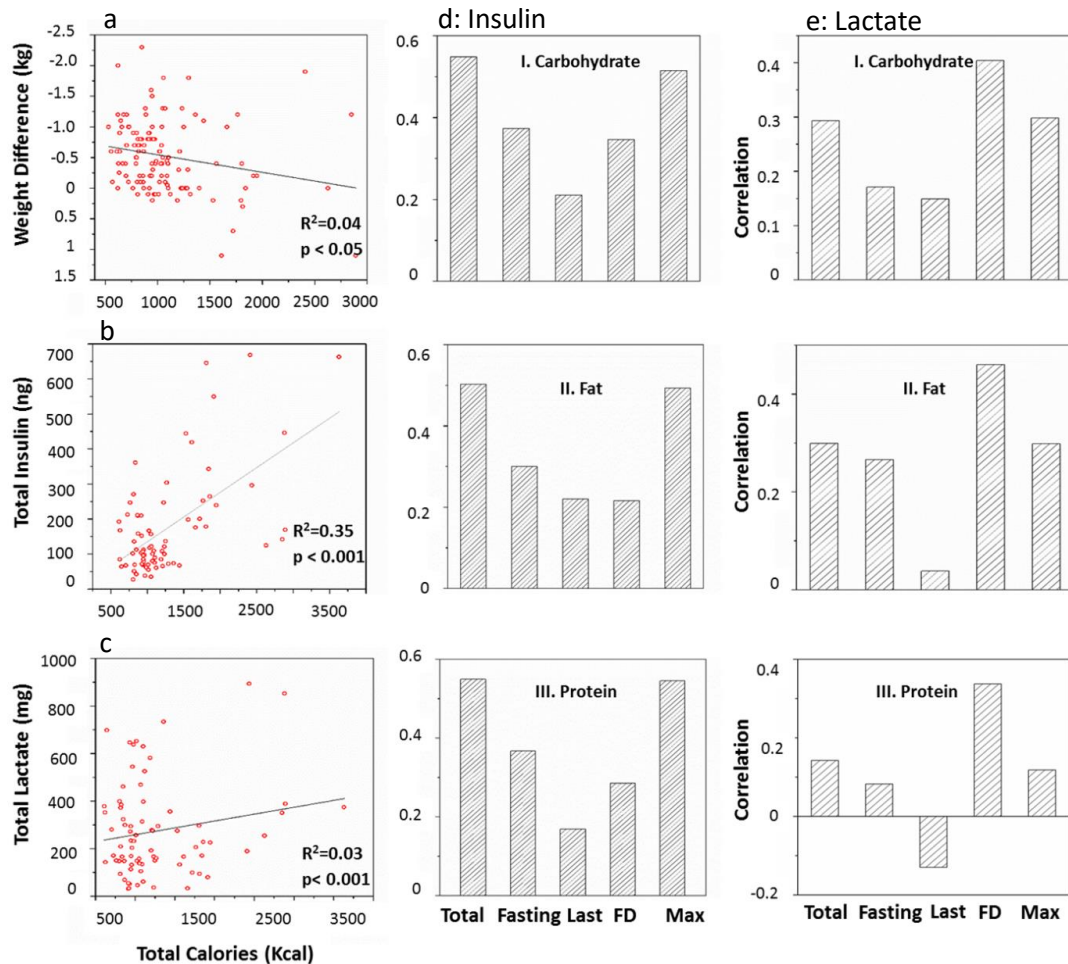 a
Weight Difference (kg)
-2.5
-2.0
-1.5
-1.0
-0.5
0
0.5
1
1.5
R²=0.04
p < 0.05
500 1000 1500 2000 2500 3000
b
Total Insulin (ng)
700
600
500
400
300
200
100
0
R²=0.35
p < 0.001
500 1500 2500 3500
c
Total Lactate (mg)
1000
800
600
400
200
0
R²=0.03
p< 0.001
500 1500 2500 3500
Total Calories (Kcal)
d: Insulin
I. Carbohydrate
0.6
0.4
0.2
0
II. Fat
0.6
0.4
0.2
0
III. Protein
0.6
0.4
0.2
0
Total Fasting Last FD Max
e: Lactate
I. Carbohydrate
Correlation
0.4
0.3
0.2
0.1
0
II. Fat
Correlation
0.4
0.2
0
III. Protein
Correlation
0.4
0.2
0
-0.2
Total Fasting Last FD Max